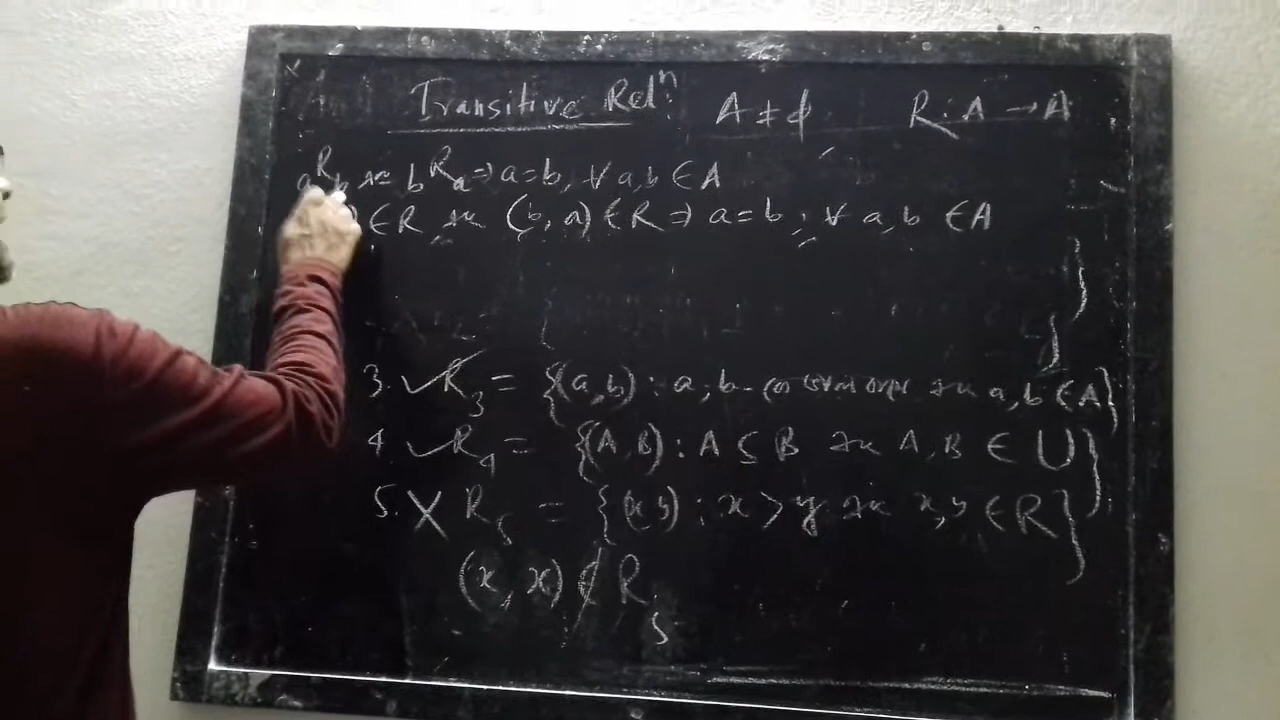 Transitive Relⁿ: A ≠ ϕ R : A → A
aRb bRa ⇒ a = b, ∀ a,b ∈ A
∈ R (b, a) ∈ R ⇒ a = b ; ∀ a,b ∈ A
3. ✓ R₃ = {(a,b) : a, b a, b ∈ A}
4. ✓ R₄ = {(A,B) : A ⊆ B A, B ∈ U}
5. X R₅ = { : x > y x,y ∈ R}
(x, x) ∉ R₅